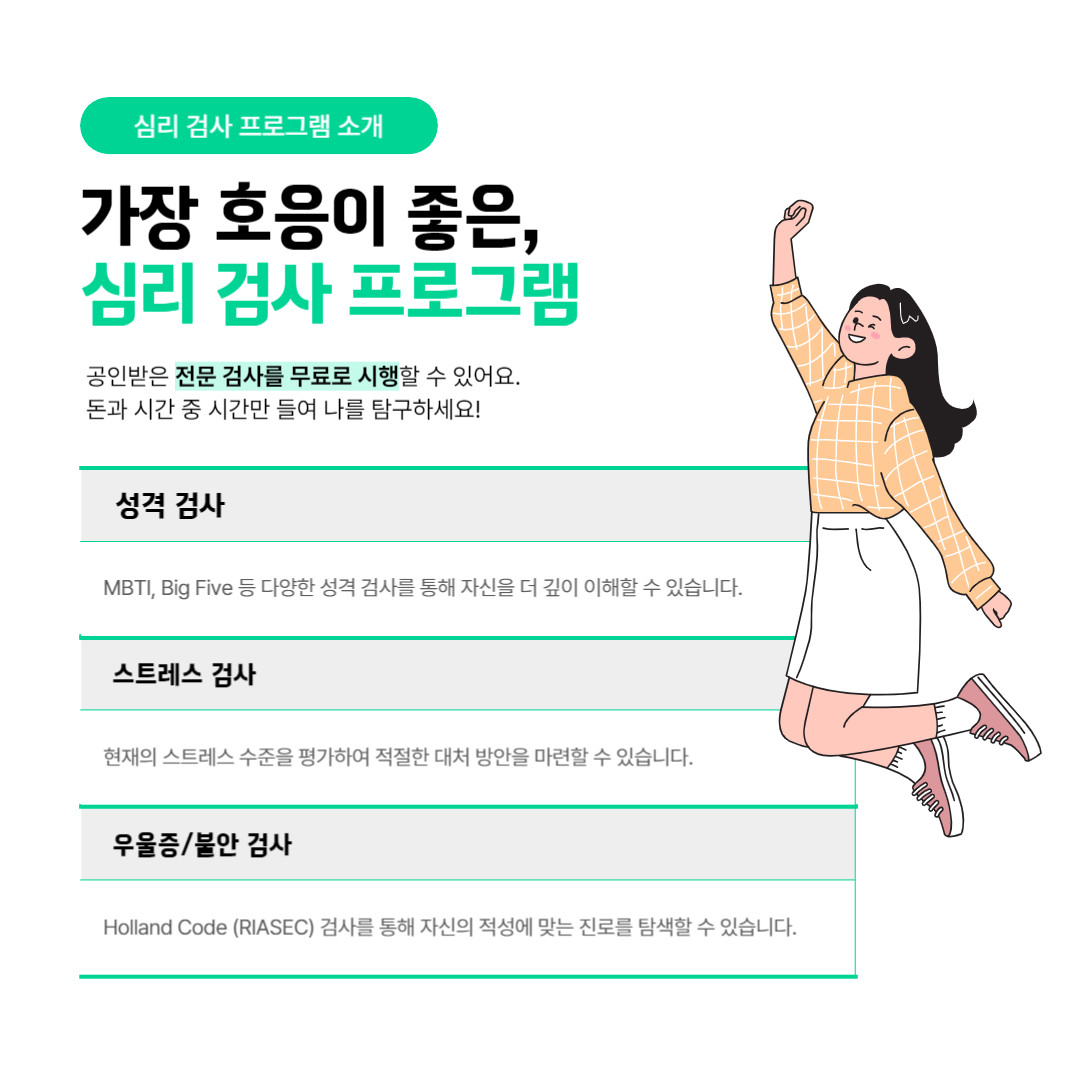 심리 검사 프로그램 소개
가장 호응이 좋은,
심리 검사 프로그램
공인받은 전문 검사를 무료로 시행할 수 있어요.
돈과 시간 중 시간만 들여 나를 탐구하세요!
성격 검사
MBTI, Big Five 등 다양한 성격 검사를 통해 자신을 더 깊이 이해할 수 있습니다.
스트레스 검사
현재의 스트레스 수준을 평가하여 적절한 대처 방안을 마련할 수 있습니다.
우울증/불안 검사
Holland Code (RIASEC) 검사를 통해 자신의 적성에 맞는 진로를 탐색할 수 있습니다.